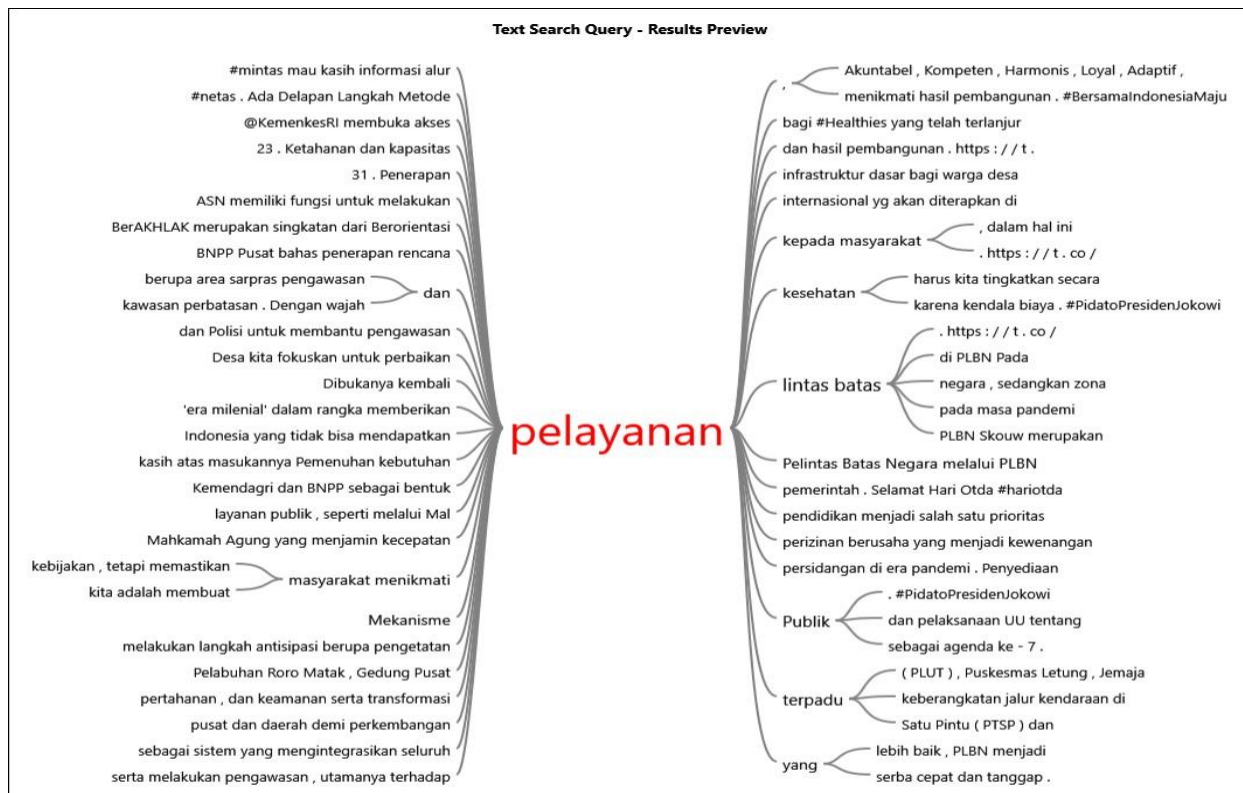 Text Search Query - Results Preview
#mintas mau kasih informasi alur
#netas . Ada Delapan Langkah Metode
@KemenkesRI membuka akses
23 . Ketahanan dan kapasitas
31 . Penerapan
ASN memiliki fungsi untuk melakukan
BerAKHLAK merupakan singkatan dari Berorientasi
BNPP Pusat bahas penerapan rencana
berupa area sarpras pengawasan
kawasan perbatasan . Dengan wajah
dan
dan Polisi untuk membantu pengawasan
Desa kita fokuskan untuk perbaikan
Dibukanya kembali
'era milenial' dalam rangka memberikan
Indonesia yang tidak bisa mendapatkan
kasih atas masukannya Pemenuhan kebutuhan
Kemendagri dan BNPP sebagai bentuk
layanan publik , seperti melalui Mal
Mahkamah Agung yang menjamin kecepatan
kebijakan , tetapi memastikan
kita adalah membuat
masyarakat menikmati
Mekanisme
melakukan langkah antisipasi berupa pengetatan
Pelabuhan Roro Matak , Gedung Pusat
pertahanan , dan keamanan serta transformasi
pusat dan daerah demi perkembangan
sebagai sistem yang mengintegrasikan seluruh
serta melakukan pengawasan , utamanya terhadap
pelayanan
,
Akuntabel , Kompeten , Harmonis , Loyal , Adaptif ,
menikmati hasil pembangunan . #BersamaIndonesiaMaju
bagi #Healthies yang telah terlanjur
dan hasil pembangunan . https : / / t .
infrastruktur dasar bagi warga desa
internasional yg akan diterapkan di
kepada masyarakat
, dalam hal ini
. https : / / t . co /
kesehatan
harus kita tingkatkan secara
karena kendala biaya . #PidatoPresidenJokowi
lintas batas
. https : / / t . co /
di PLBN Pada
negara , sedangkan zona
pada masa pandemi
PLBN Skouw merupakan
Pelintas Batas Negara melalui PLBN
pemerintah . Selamat Hari Otda #hariotda
pendidikan menjadi salah satu prioritas
perizinan berusaha yang menjadi kewenangan
persidangan di era pandemi . Penyediaan
Publik
. #PidatoPresidenJokowi
dan pelaksanaan UU tentang
sebagai agenda ke - 7 .
terpadu
( PLUT ) , Puskesmas Letung , Jemaja
keberangkatan jalur kendaraan di
Satu Pintu ( PTSP ) dan
yang
lebih baik , PLBN menjadi
serba cepat dan tanggap .